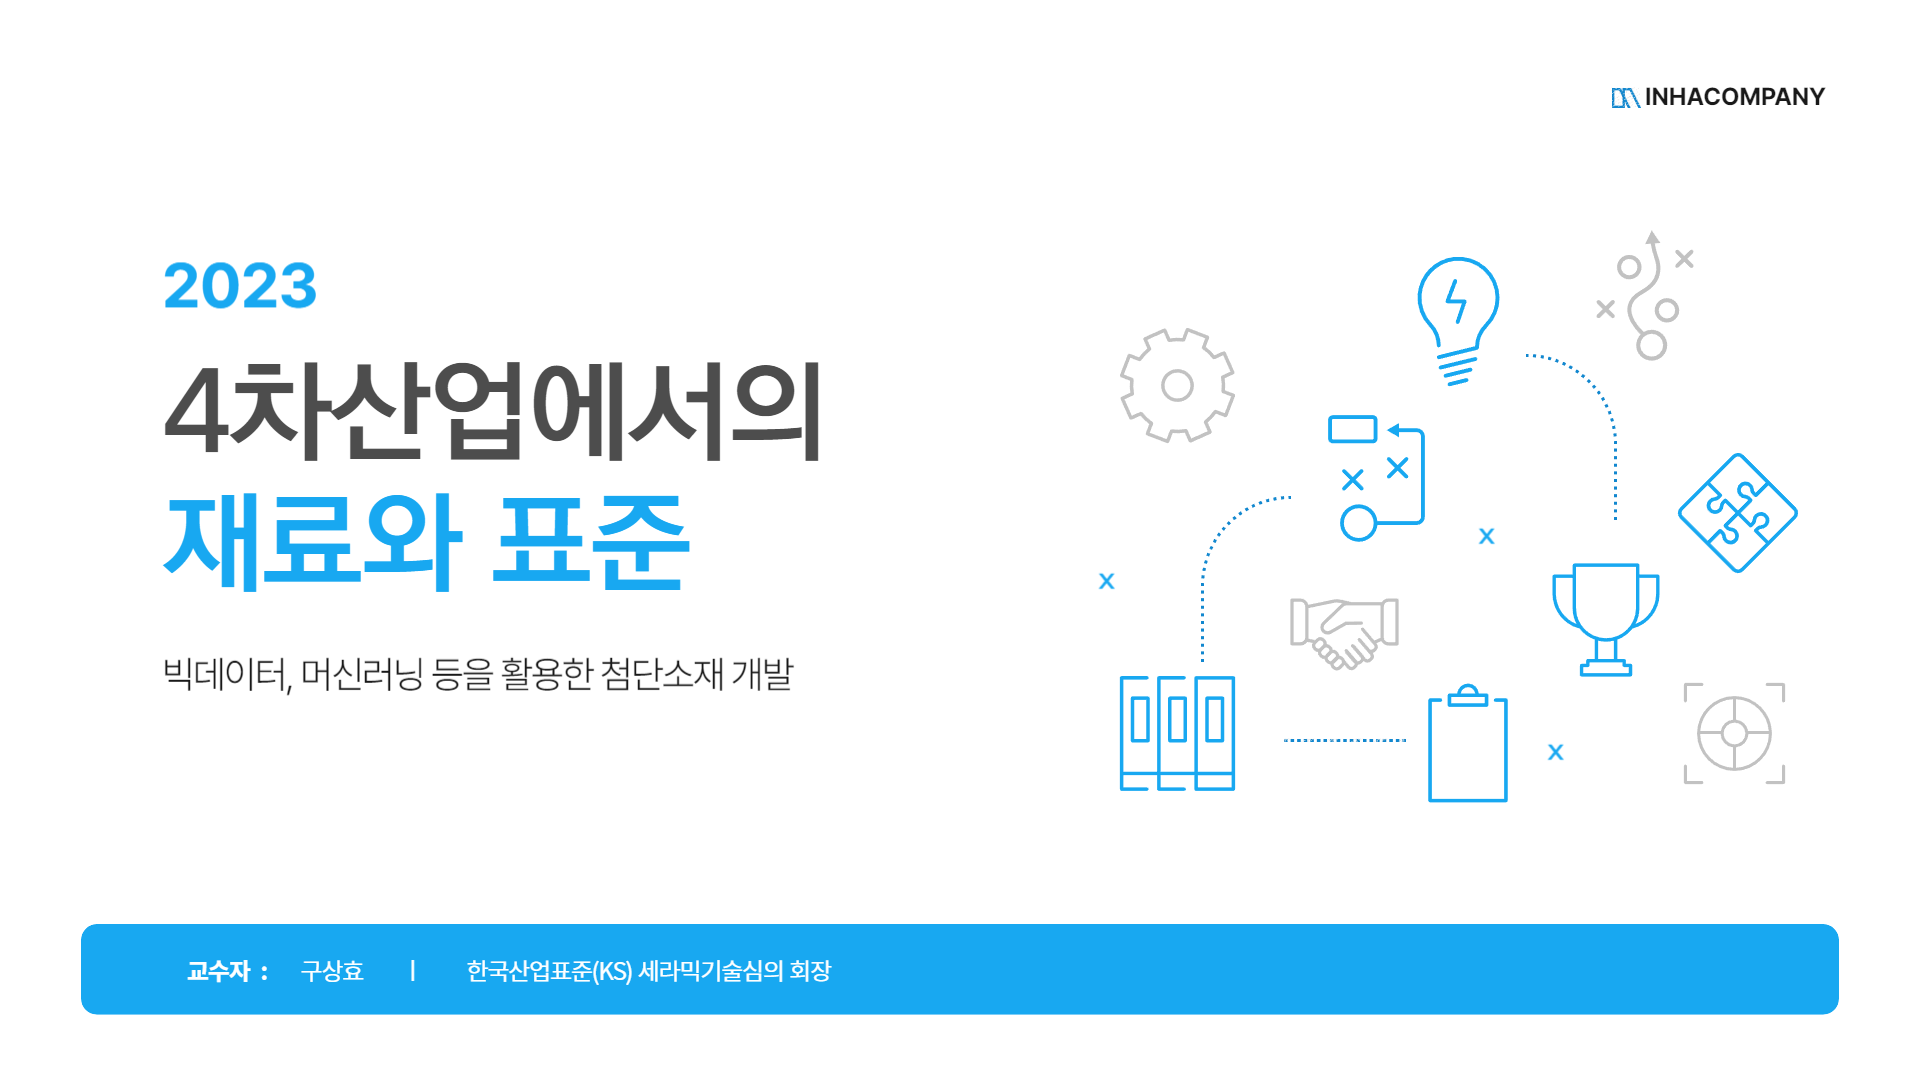 INHACOMPANY
2023
4차산업에서의
재료와 표준
빅데이터, 머신러닝 등을 활용한 첨단소재 개발
교수자 : 구상효 | 한국산업표준(KS) 세라믹기술심의 회장